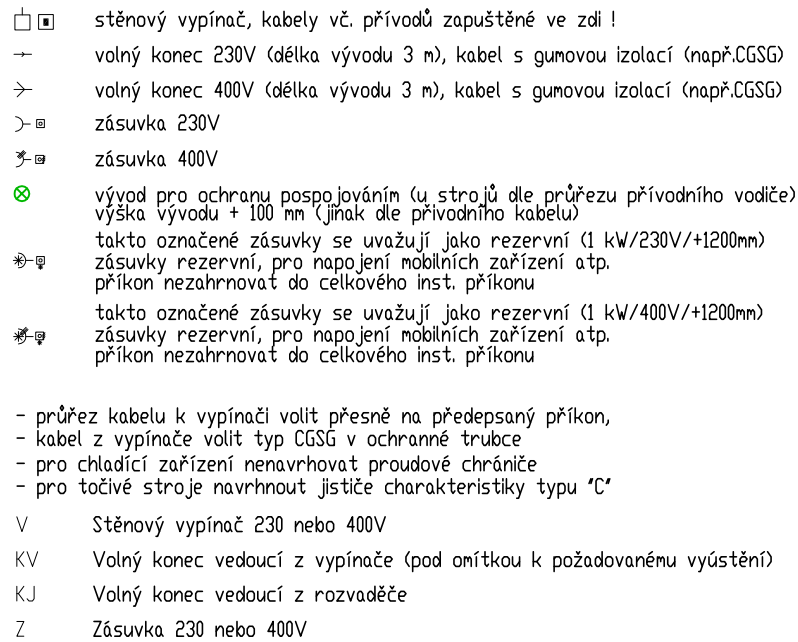 stěnový vypínač, kabely vč. přívodů zapuštěné ve zdi !
volný konec 230V (délka vývodu 3 m), kabel s gumovou izolací (např.CGSG)
volný konec 400V (délka vývodu 3 m), kabel s gumovou izolací (např.CGSG)
zásuvka 230V
zásuvka 400V
vývod pro ochranu pospojováním (u strojů dle průřezu přívodního vodiče)
výška vývodu + 100 mm (jinak dle přivodního kabelu)
takto označené zásuvky se uvažují jako rezervní (1 kW/230V/+1200mm)
zásuvky rezervní, pro napojení mobilních zařízení atp.
příkon nezahrnovat do celkového inst. příkonu
takto označené zásuvky se uvažují jako rezervní (1 kW/400V/+1200mm)
zásuvky rezervní, pro napojení mobilních zařízení atp.
příkon nezahrnovat do celkového inst. příkonu
- průřez kabelu k vypínači volit přesně na předepsaný příkon,
- kabel z vypínače volit typ CGSG v ochranné trubce
- pro chladící zařízení nenavrhovat proudové chrániče
- pro točivé stroje navrhnout jističe charakteristiky typu "C"
V Stěnový vypínač 230 nebo 400V
KV Volný konec vedoucí z vypínače (pod omítkou k požadovanému vyústění)
KJ Volný konec vedoucí z rozvaděče
Z Zásuvka 230 nebo 400V